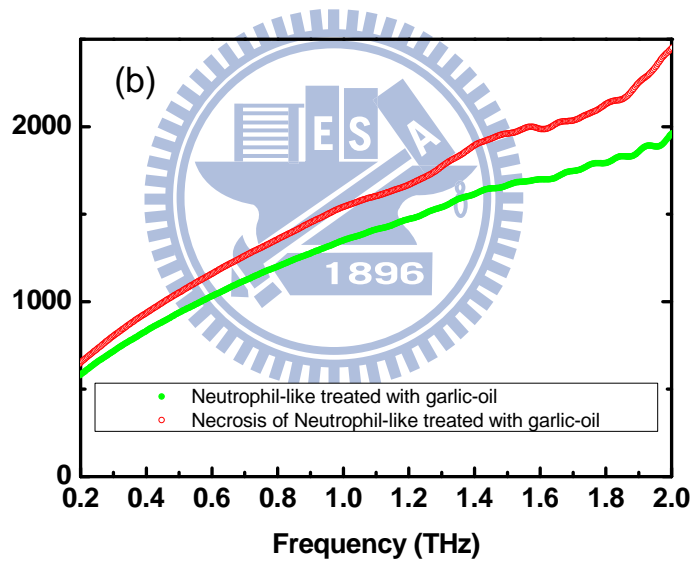 (b)
2000
1000
0
E S A
1896
Neutrophil-like treated with garlic-oil
Necrosis of Neutrophil-like treated with garlic-oil
0.2 0.4 0.6 0.8 1.0 1.2 1.4 1.6 1.8 2.0
Frequency (THz)